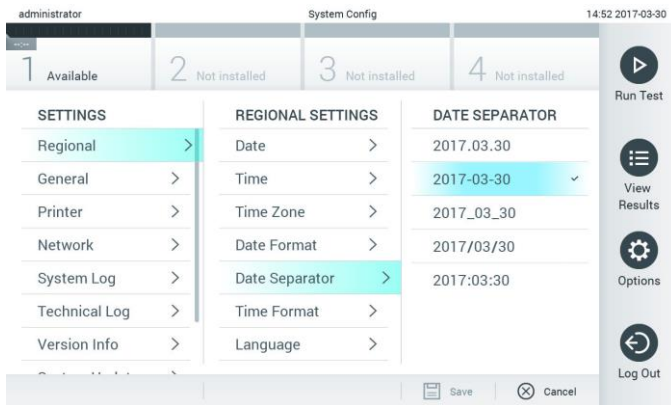 administrator
System Config
14:52 2017-03-30
--:--
1 Available
2 Not installed
3 Not installed
4 Not installed
SETTINGS
Regional
General
Printer
Network
System Log
Technical Log
Version Info
REGIONAL SETTINGS
Date
Time
Time Zone
Date Format
Date Separator
Time Format
Language
DATE SEPARATOR
2017.03.30
2017-03-30
2017_03_30
2017/03/30
2017:03:30
Run Test
View
Results
Options
Log Out
Save
Cancel